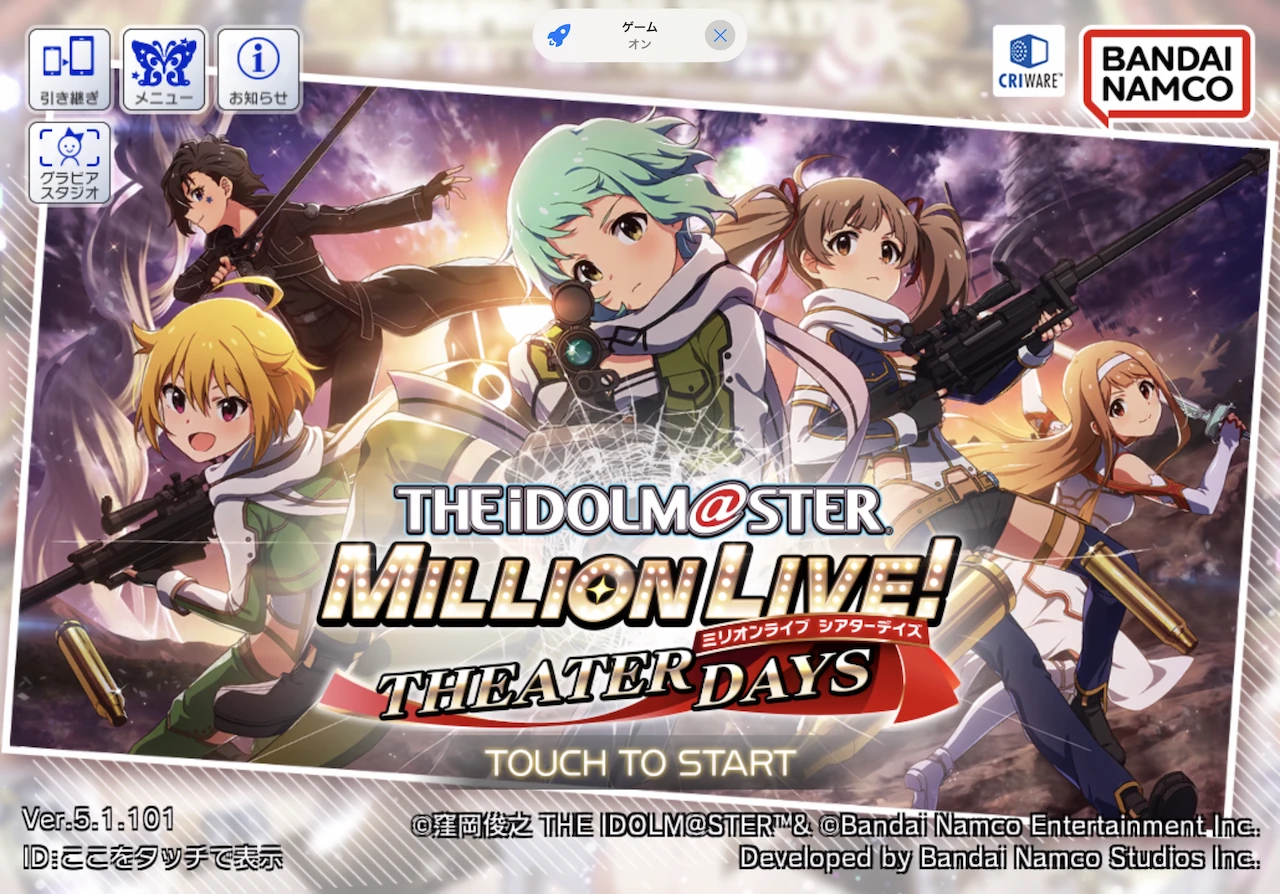 ゲーム
オン
引き継ぎ
メニュー
お知らせ
グラビア
スタジオ
CRIWARE™
BANDAI
NAMCO
THE iDOLM@STER®
MILLION LIVE!
ミリオンライブ シアターデイズ
THEATER DAYS
TOUCH TO START
Ver.5.1.101
ID:ここをタッチで表示
©窪岡俊之 THE IDOLM@STER™& ©Bandai Namco Entertainment Inc.
Developed by Bandai Namco Studios Inc.